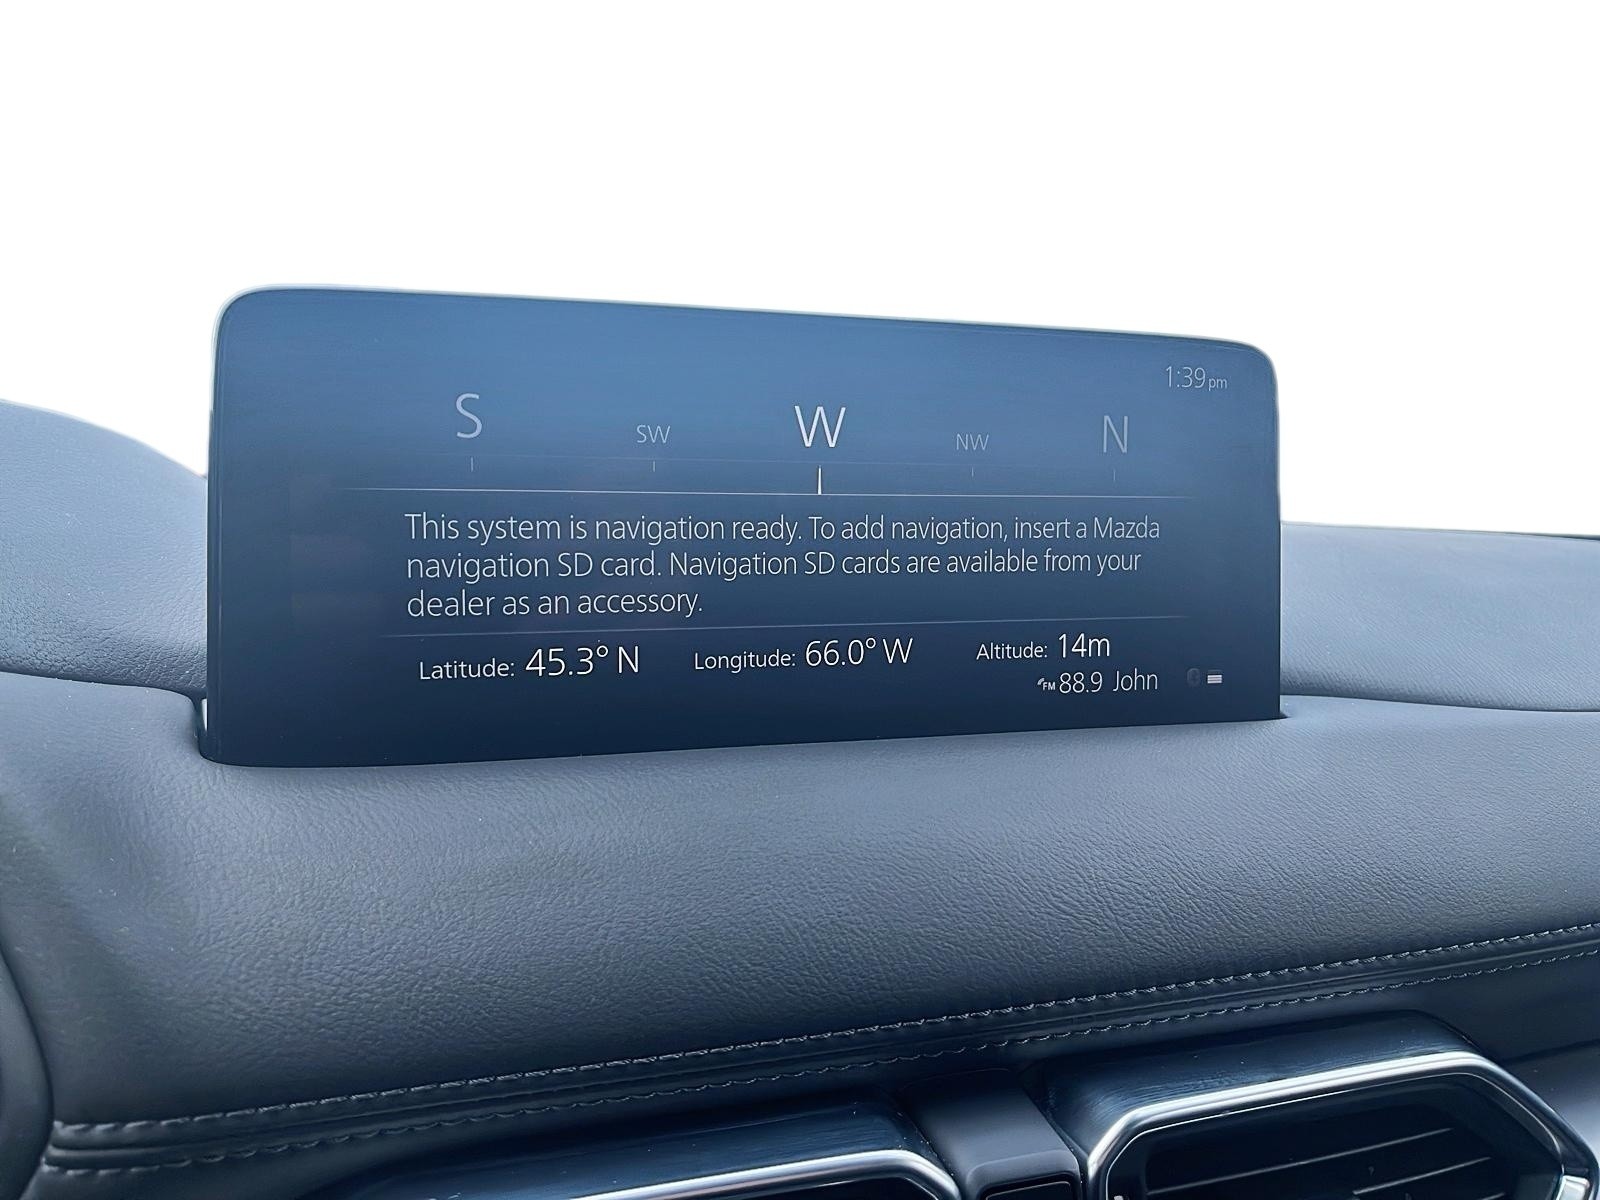 1:39pm
S SW W NW N
This system is navigation ready. To add navigation, insert a Mazda
navigation SD card. Navigation SD cards are available from your
dealer as an accessory.
Latitude: 45.3° N Longitude: 66.0° W Altitude: 14m
FM 88.9 John